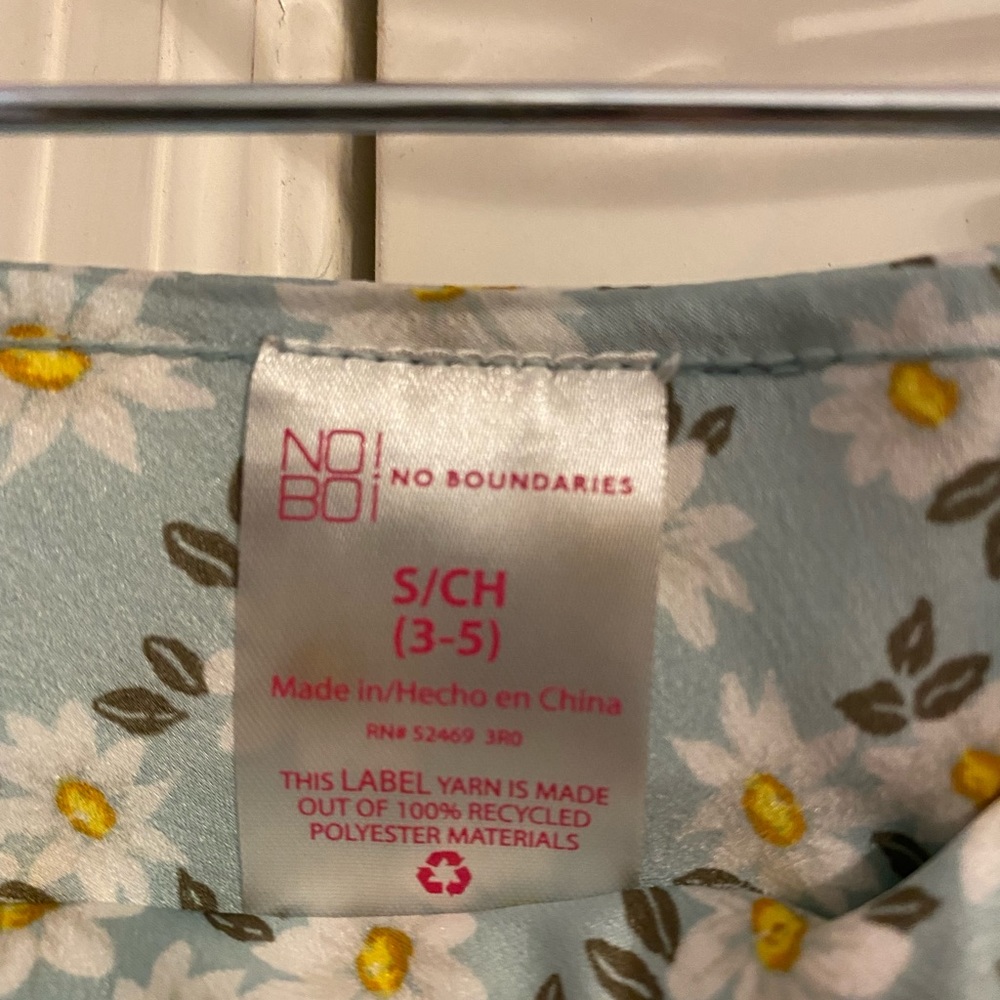 NO!
BO¡
NO BOUNDARIES
S/CH
(3-5)
Made in/Hecho en China
RN# 52469 3R0
THIS LABEL YARN IS MADE
OUT OF 100% RECYCLED
POLYESTER MATERIALS